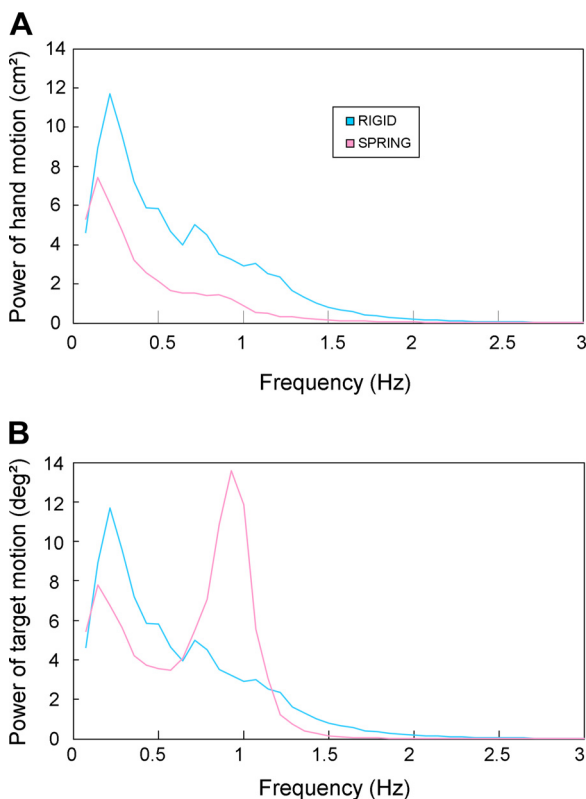 A
Power of hand motion (cm²)
14
12
10
8
6
4
2
0
RIGID
SPRING
0 0.5 1 1.5 2 2.5 3
Frequency (Hz)
B
Power of target motion (deg²)
14
12
10
8
6
4
2
0
0 0.5 1 1.5 2 2.5 3
Frequency (Hz)